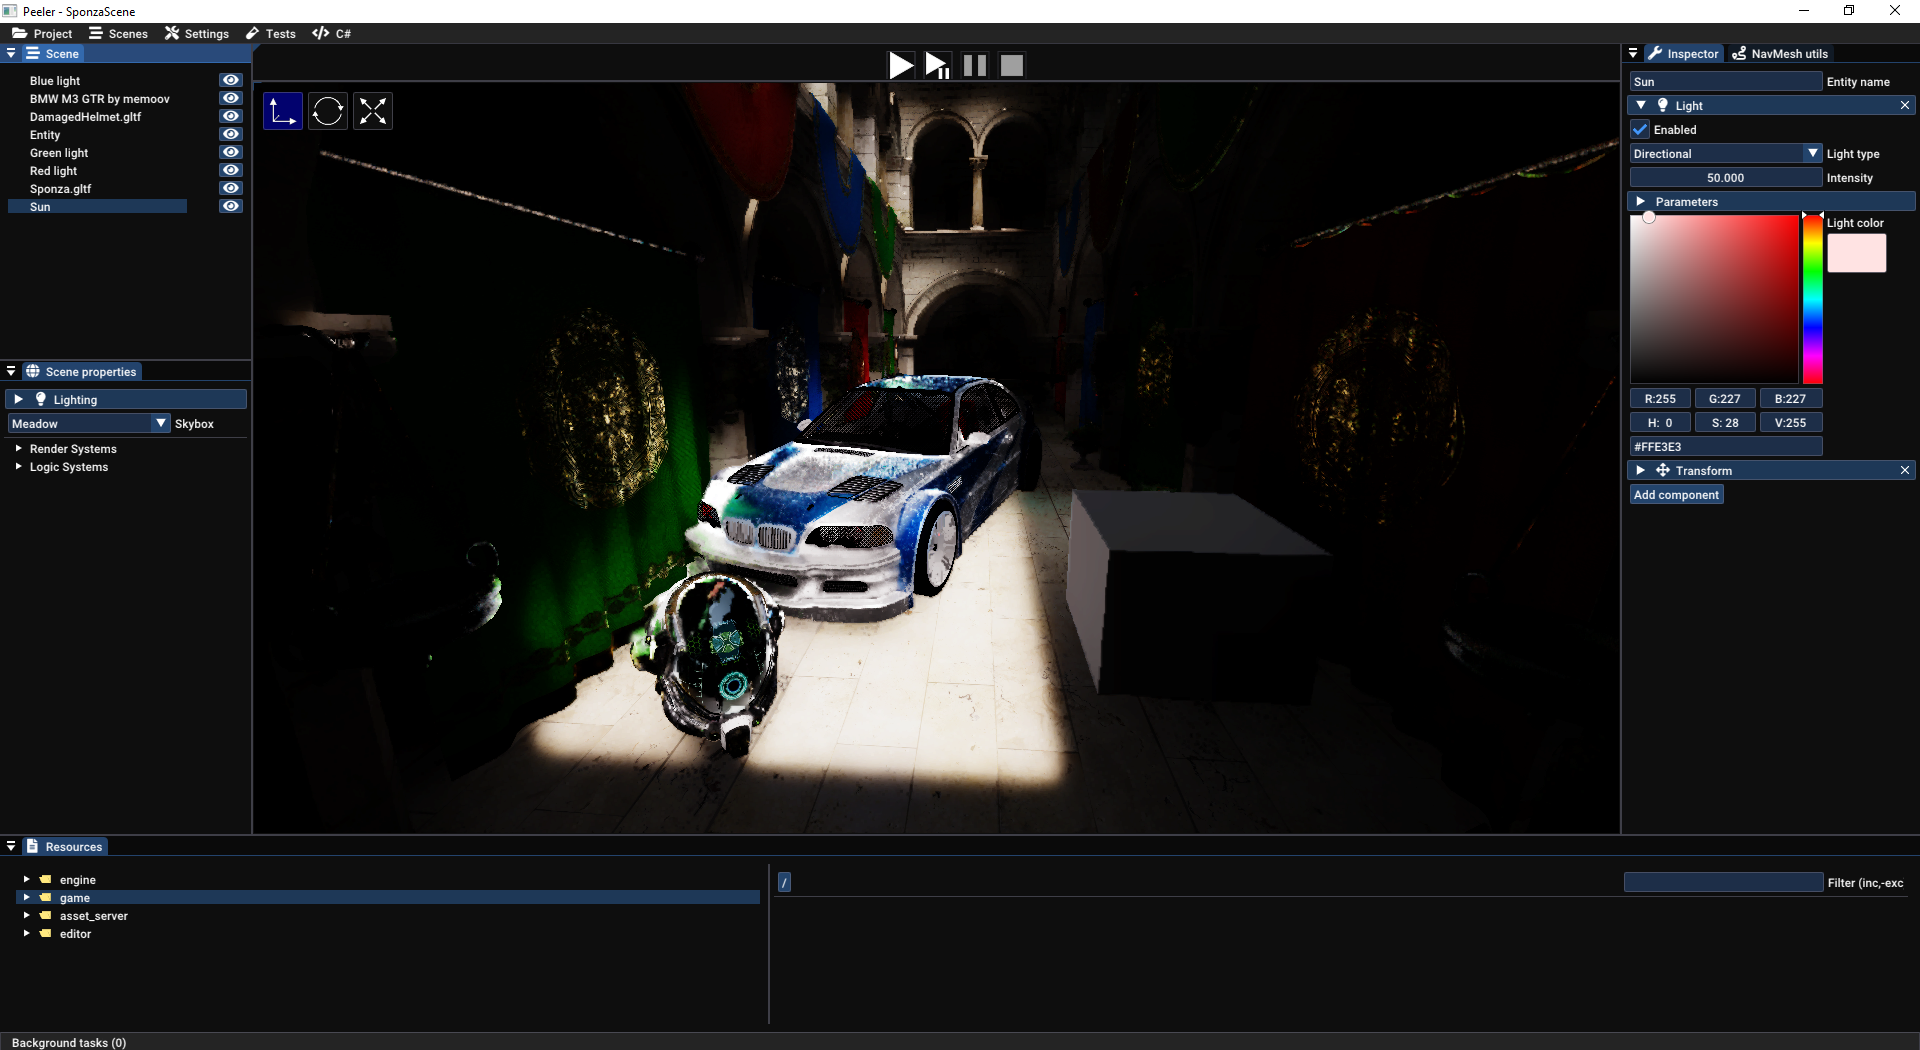 Peeler - SponzaScene
Project Scenes Settings Tests C#
Scene
Blue light
BMW M3 GTR by memoov
DamagedHelmet.gltf
Entity
Green light
Red light
Sponza.gltf
Sun
Scene properties
Lighting
Meadow Skybox
Render Systems
Logic Systems
Inspector NavMesh utils
Sun Entity name
Light
Enabled
Directional Light type
50.000 Intensity
Parameters
Light color
R:255 G:227 B:227
H: 0 S: 28 V:255
#FFE3E3
Transform
Add component
Resources
engine
game
asset_server
editor
/ Filter (inc,-exc
Background tasks (0)